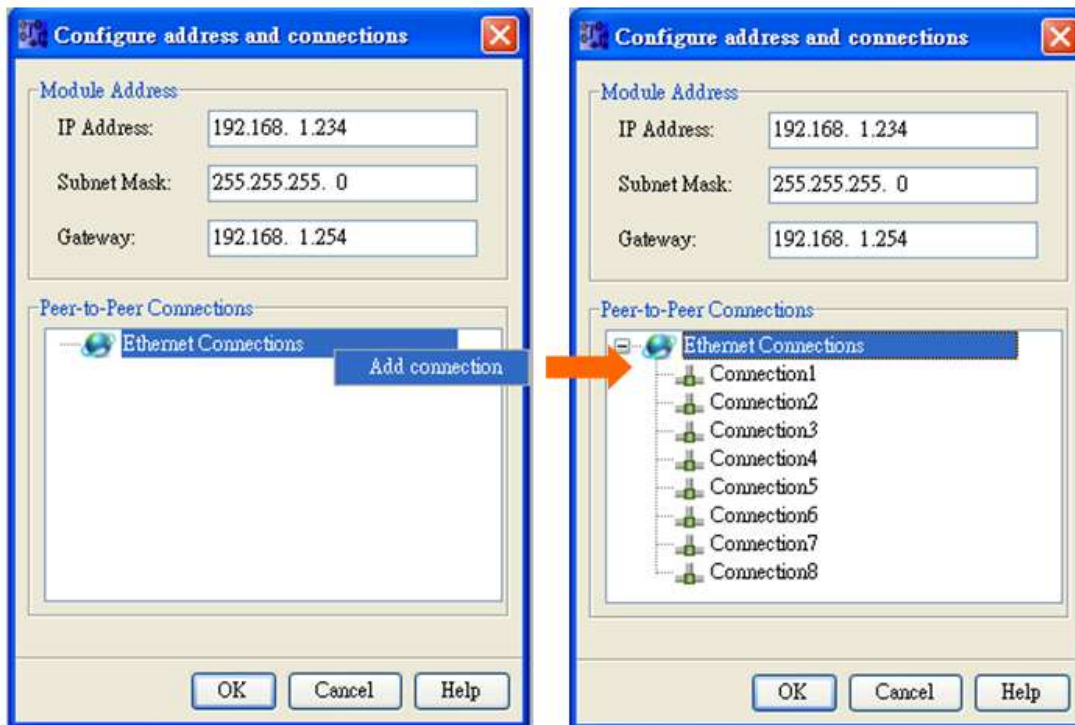 Configure address and connections
Module Address
IP Address: 192.168. 1.234
Subnet Mask: 255.255.255. 0
Gateway: 192.168. 1.254
Peer-to-Peer Connections
Ethernet Connections
Add connection
OK Cancel Help
Configure address and connections
Module Address
IP Address: 192.168. 1.234
Subnet Mask: 255.255.255. 0
Gateway: 192.168. 1.254
Peer-to-Peer Connections
Ethernet Connections
Connection1
Connection2
Connection3
Connection4
Connection5
Connection6
Connection7
Connection8
OK Cancel Help